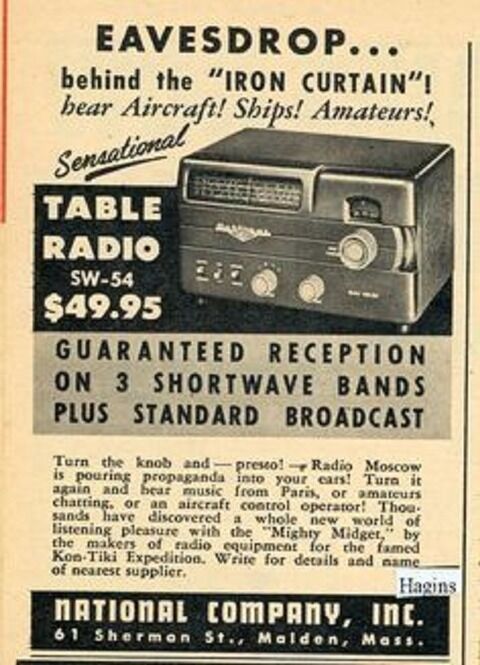 EAVESDROP...
behind the "IRON CURTAIN"!
hear Aircraft! Ships! Amateurs!
Sensational
TABLE
RADIO
SW-54
$49.95
NATIONAL
GUARANTEED RECEPTION
ON 3 SHORTWAVE BANDS
PLUS STANDARD BROADCAST
Turn the knob and — presto! — Radio Moscow
is pouring propaganda into your ears! Turn it
again and hear music from Paris, or amateurs
chatting, or an aircraft control operator! Thou-
sands have discovered a whole new world of
listening pleasure with the "Mighty Midget," by
the makers of radio equipment for the famed
Kon-Tiki Expedition. Write for details and name
of nearest supplier.
Hagins
NATIONAL COMPANY, INC.
61 Sherman St., Malden, Mass.